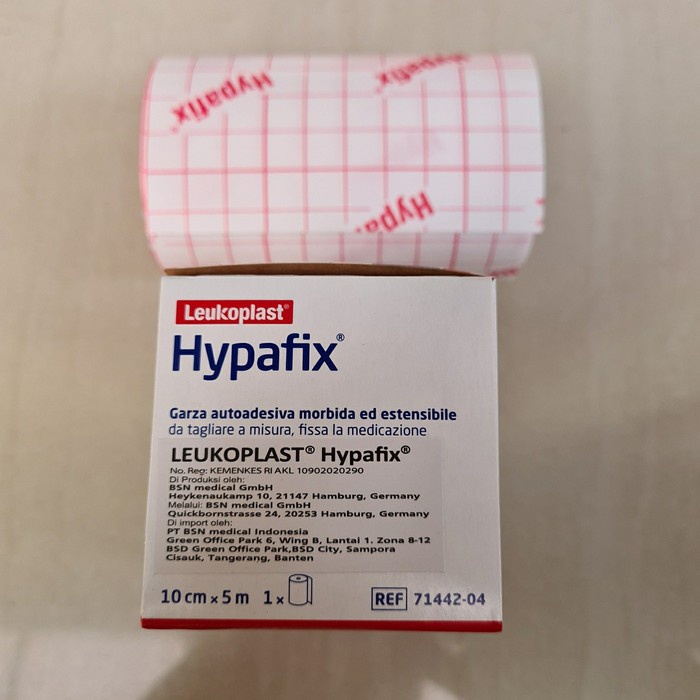 Hypafix
Hypafix
Hypafix
Leukoplast®
Hypafix®
Garza autoadesiva morbida ed estensibile
da tagliare a misura, fissa la medicazione
LEUKOPLAST® Hypafix®
No. Reg: KEMENKES RI AKL 10902020290
Di Produksi oleh:
BSN medical GmbH
Heykenaukamp 10, 21147 Hamburg, Germany
Melalui: BSN medical GmbH
Quickbornstrasse 24, 20253 Hamburg, Germany
Di import oleh:
PT BSN medical Indonesia
Green Office Park 6, Wing B, Lantai 1. Zona 8-12
BSD Green Office Park,BSD City, Sampora
Cisauk, Tangerang, Banten
10 cm x 5 m 1 x
REF 71442-04